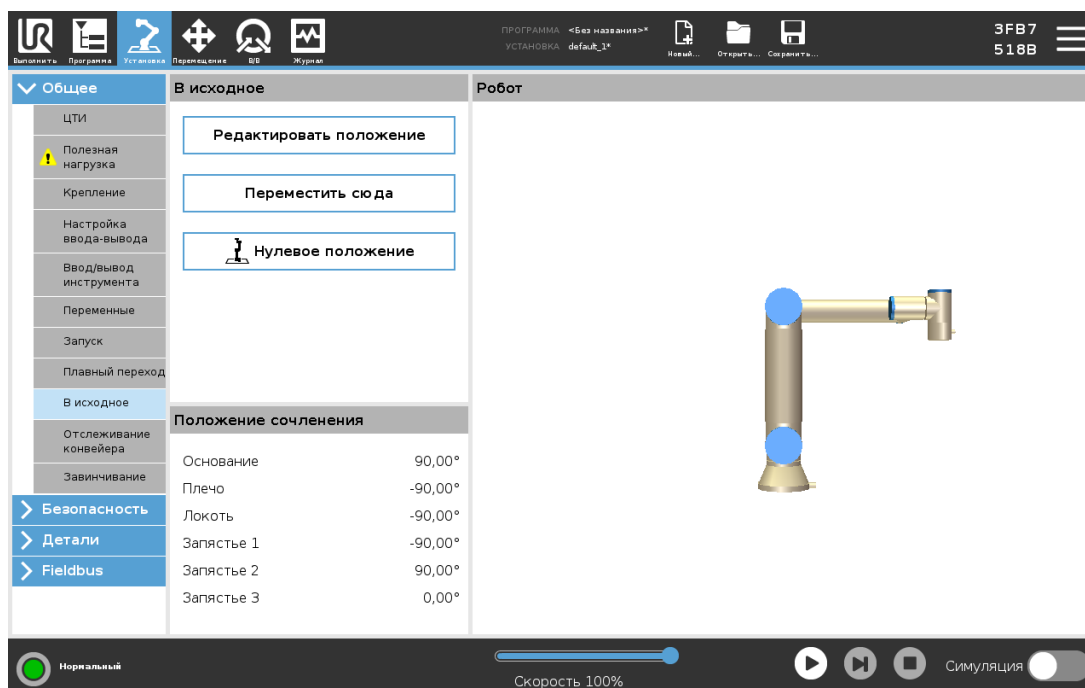 UR
ПРОГРАММА <Без названия>*
УСТАНОВКА default_1*
Выполнить
Программа
Установка
Перемещение
В/В
Журнал
Новый...
Открыть...
Сохранить...
3FB7
518B
Общее
ЦТИ
Полезная
нагрузка
Крепление
Настройка
ввода-вывода
Ввод/вывод
инструмента
Переменные
Запуск
Плавный переход
В исходное
Отслеживание
конвейера
Завинчивание
Безопасность
Детали
Fieldbus
В исходное
Редактировать положение
Переместить сюда
Нулевое положение
Положение сочленения
Основание 90,00°
Плечо -90,00°
Локоть -90,00°
Запястье 1 -90,00°
Запястье 2 90,00°
Запястье 3 0,00°
Робот
Нормальный
Скорость 100%
Симуляция